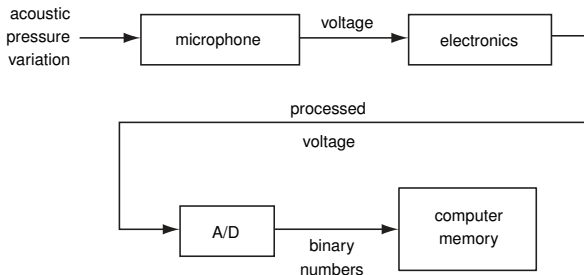 acoustic
pressure
variation
microphone
voltage
electronics
processed
voltage
A/D
binary
numbers
computer
memory